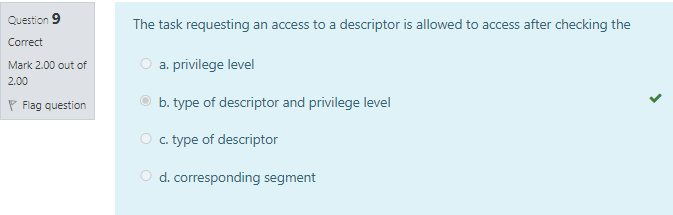 Question 9
Correct
Mark 2.00 out of
2.00
Flag question
The task requesting an access to a descriptor is allowed to access after checking the
a. privilege level
b. type of descriptor and privilege level
c. type of descriptor
d. corresponding segment